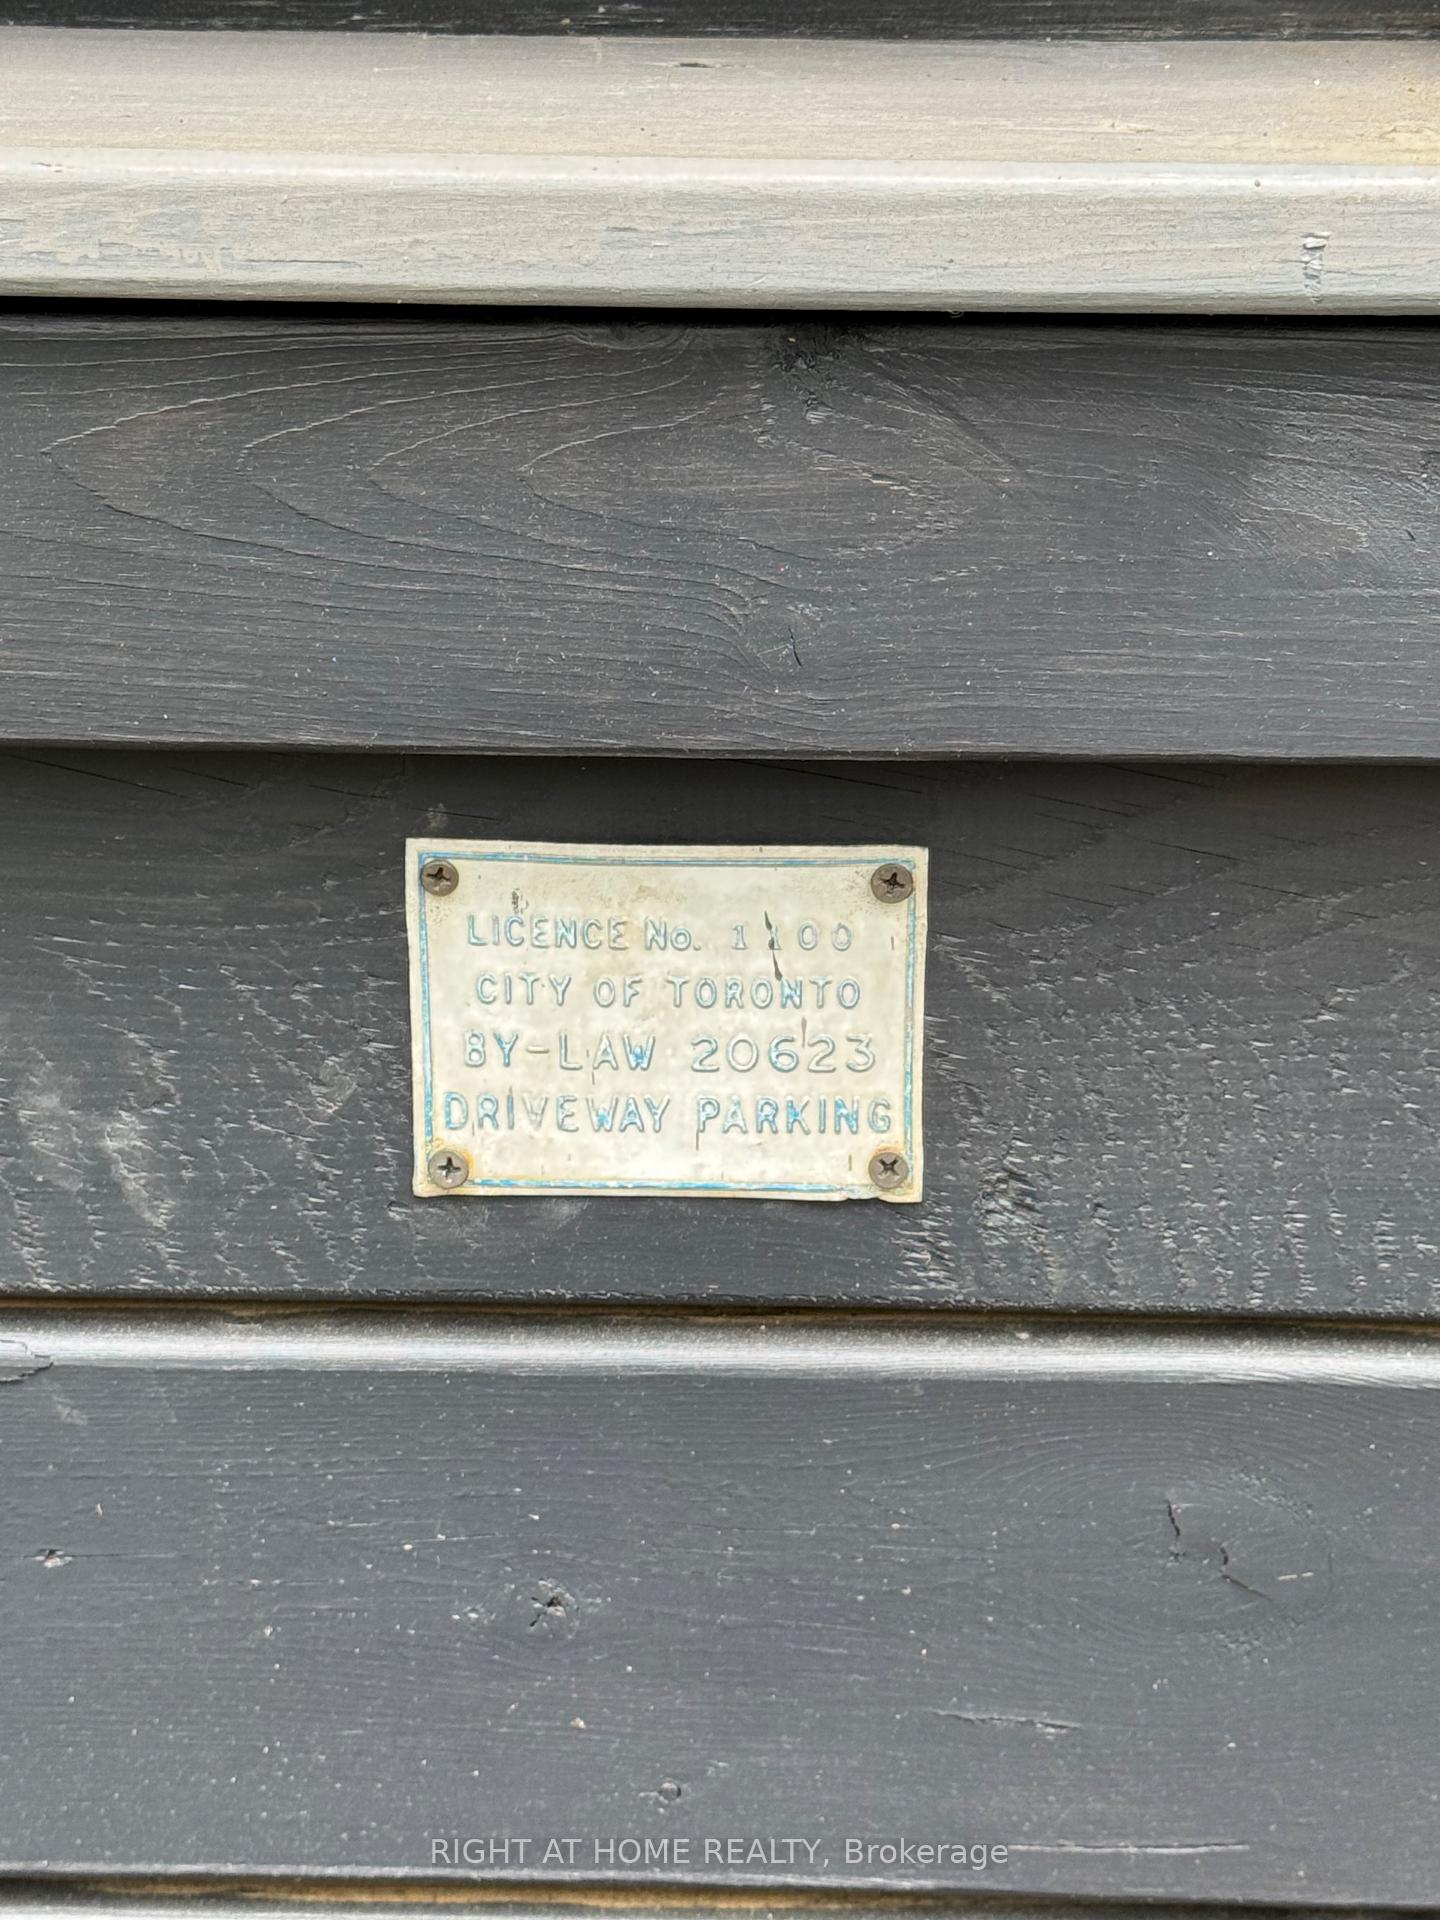 LICENCE No. 1100
CITY OF TORONTO
BY-LAW 20623
DRIVEWAY PARKING
RIGHT AT HOME REALTY, Brokerage